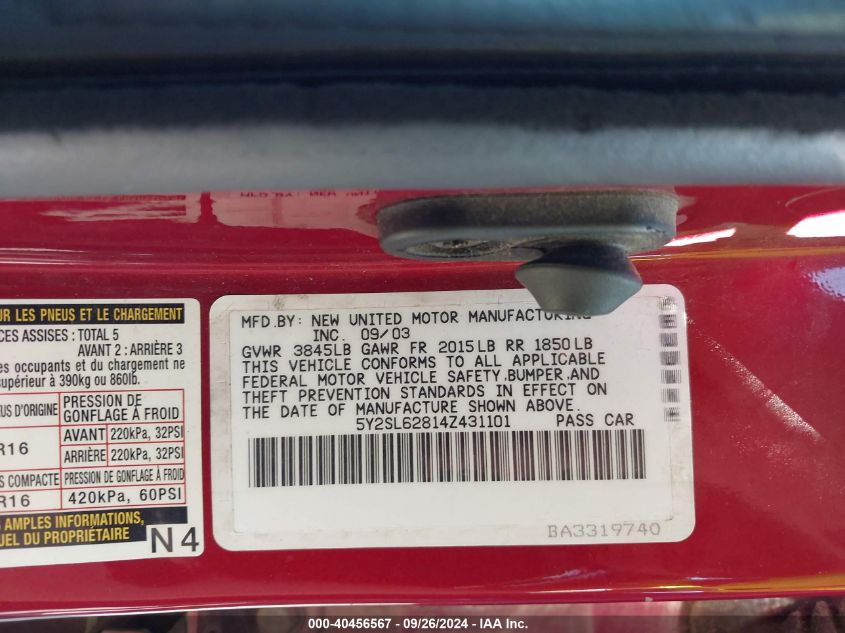 UR LES PNEUS ET LE CHARGEMENT
CES ASSISES : TOTAL 5
AVANT 2 : ARRIÈRE 3
es occupants et du chargement ne
supérieur à 390kg ou 860lb.
EUS D'ORIGINE
PRESSION DE
GONFLAGE À FROID
R16
AVANT 220kPa, 32PSI
ARRIÈRE 220kPa, 32PSI
S COMPACTE
PRESSION DE GONFLAGE À FROID
R16
420kPa, 60PSI
S AMPLES INFORMATIONS,
UEL DU PROPRIÉTAIRE
N4
MFD.BY: NEW UNITED MOTOR MANUFACTURING
INC. 09/03
GVWR 3845LB GAWR FR 2015LB RR 1850LB
THIS VEHICLE CONFORMS TO ALL APPLICABLE
FEDERAL MOTOR VEHICLE SAFETY,BUMPER,AND
THEFT PREVENTION STANDARDS IN EFFECT ON
THE DATE OF MANUFACTURE SHOWN ABOVE.
5Y2SL62814Z431101 PASS CAR
BA3319740
000-40456567 - 09/26/2024 - IAA Inc.